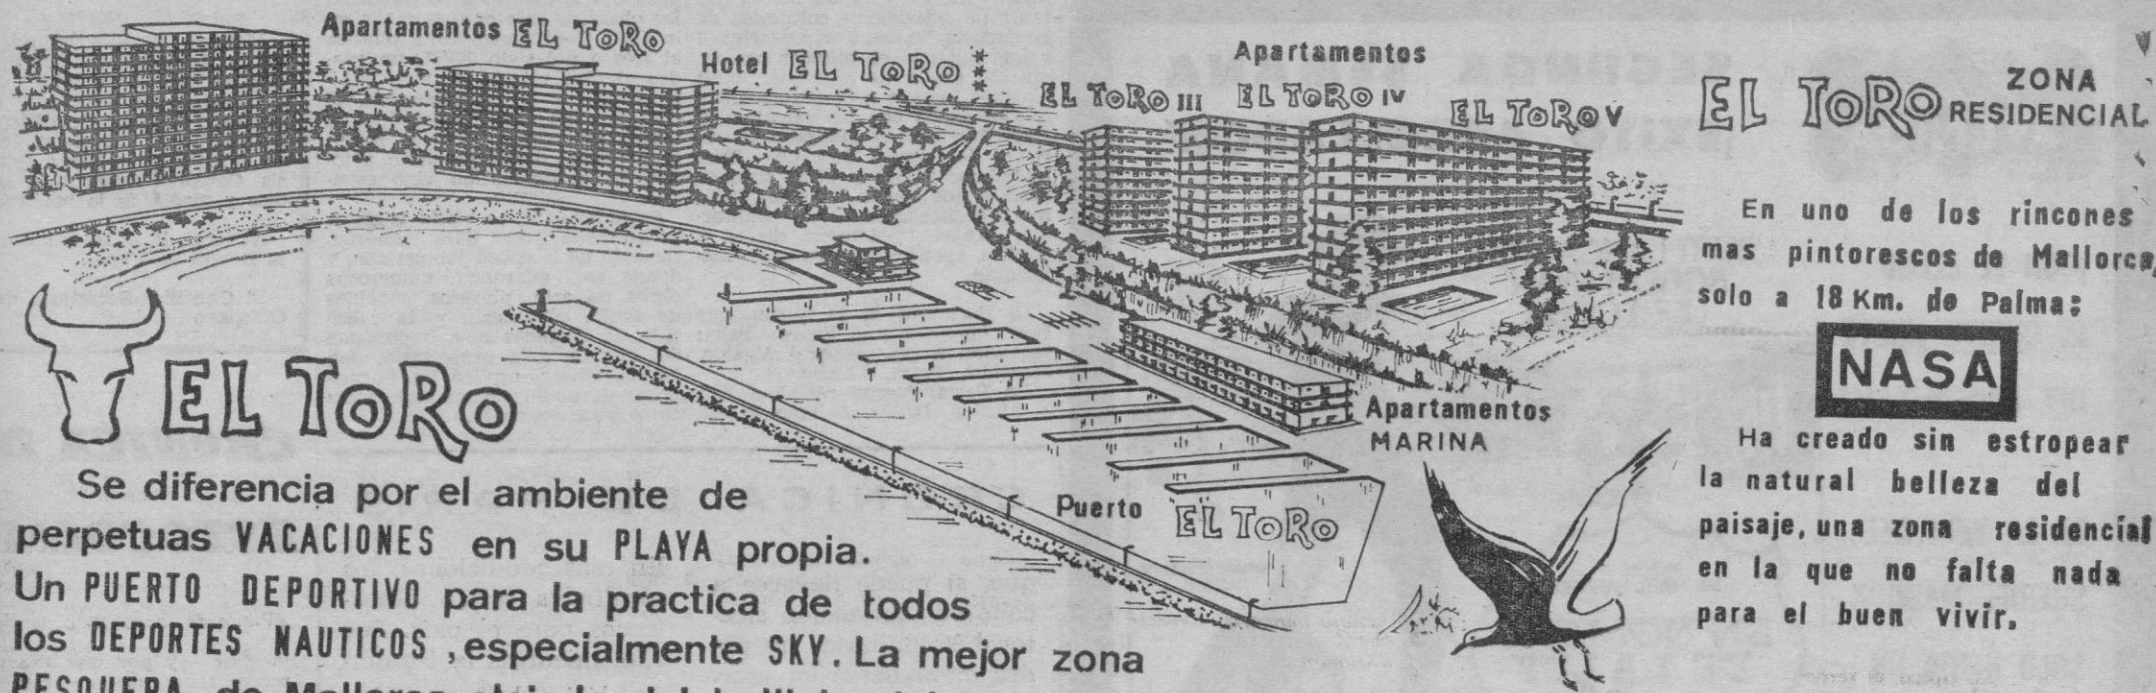 Apartamentos EL ToRo
Hotel EL ToRo ***
Apartamentos
EL ToRo III EL ToRo IV EL ToRo V
EL ToRo ZONA
RESIDENCIAL
En uno de los rincones
mas pintorescos de Mallorca,
solo a 18 Km. de Palma:
NASA
Ha creado sin estropear
la natural belleza del
paisaje, una zona residencial
en la que no falta nada
para el buen vivir.
Apartamentos
MARINA
Puerto EL ToRo
EL ToRo
Se diferencia por el ambiente de
perpetuas VACACIONES en su PLAYA propia.
Un PUERTO DEPORTIVO para la practica de todos
los DEPORTES NAUTICOS, especialmente SKY. La mejor zona
PESQUERA de Mallorca